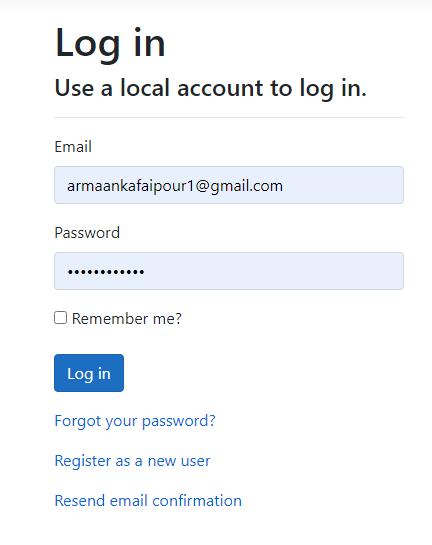 Log in
Use a local account to log in.
Email
armaankafaipour1@gmail.com
Password
••••••••••••
Remember me?
Log in
Forgot your password?
Register as a new user
Resend email confirmation